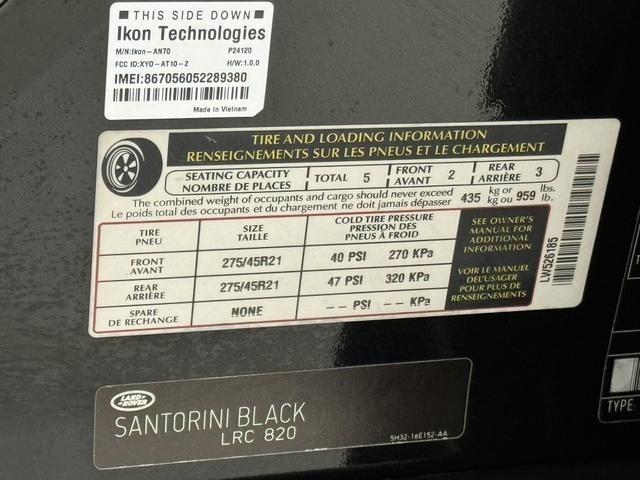 THIS SIDE DOWN
Ikon Technologies
M/N:Ikon-AN70 P24120
FCC ID:XYO-AT10-2 H/W:1.0.0
IMEI:867056052289380
Made in Vietnam
TIRE AND LOADING INFORMATION
RENSEIGNEMENTS SUR LES PNEUS ET LE CHARGEMENT
SEATING CAPACITY
NOMBRE DE PLACES
TOTAL 5
FRONT
AVANT 2
REAR
ARRIÈRE 3
The combined weight of occupants and cargo should never exceed
Le poids total des occupants et du chargement ne doit jamais dépasser
435 kg or
kg ou 959 lbs.
lb.
TIRE
PNEU
SIZE
TAILLE
COLD TIRE PRESSURE
PRESSION DES
PNEUS À FROID
FRONT
AVANT
275/45R21
40 PSI 270 KPa
REAR
ARRIÈRE
275/45R21
47 PSI 320 KPa
SPARE
DE RECHANGE
NONE
-- PSI -- KPa
SEE OWNER'S
MANUAL FOR
ADDITIONAL
INFORMATION
VOIR LE MANUEL
DE L'USAGER
POUR PLUS DE
RENSEIGNEMENTS
LW526185
LAND-
ROVER
SANTORINI BLACK
LRC 820
5H32-16E152-AA
TYPE